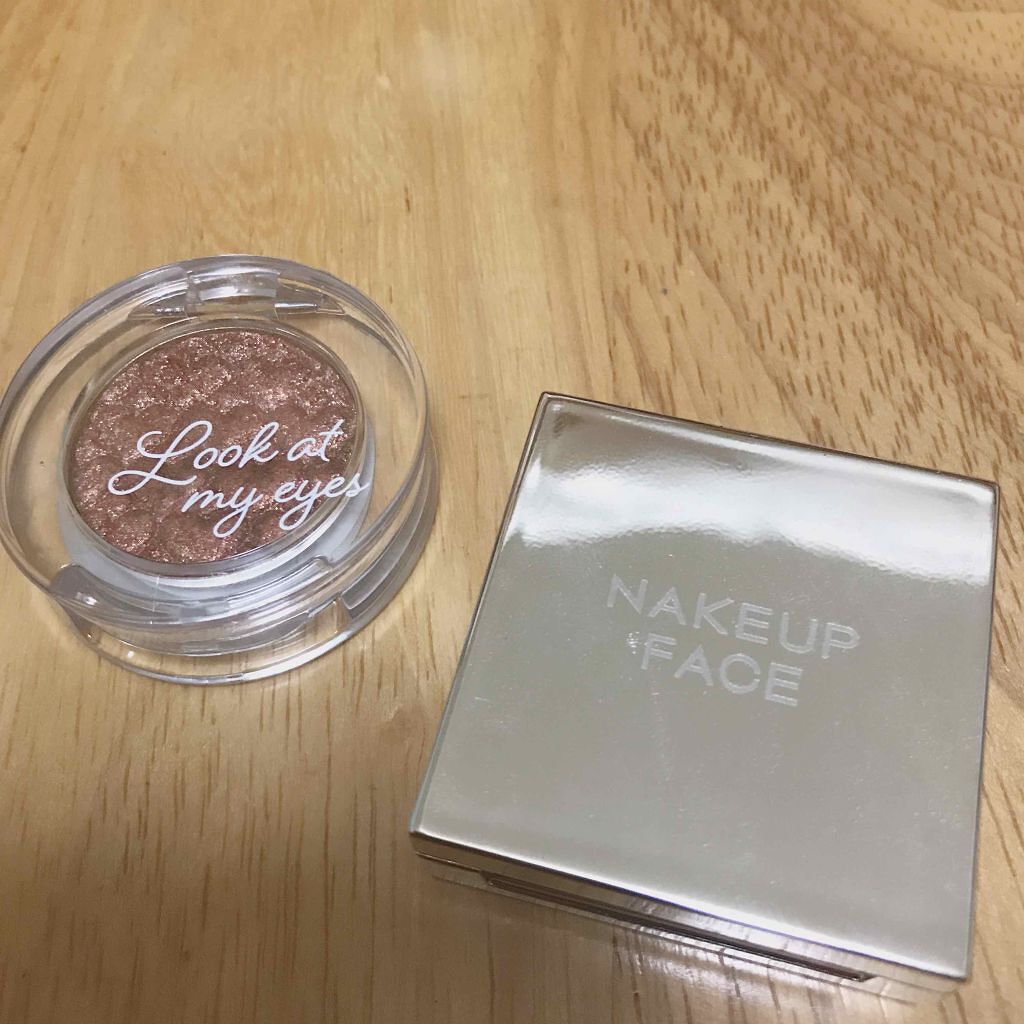 Look at
my eyes
NAKEUP
FACE